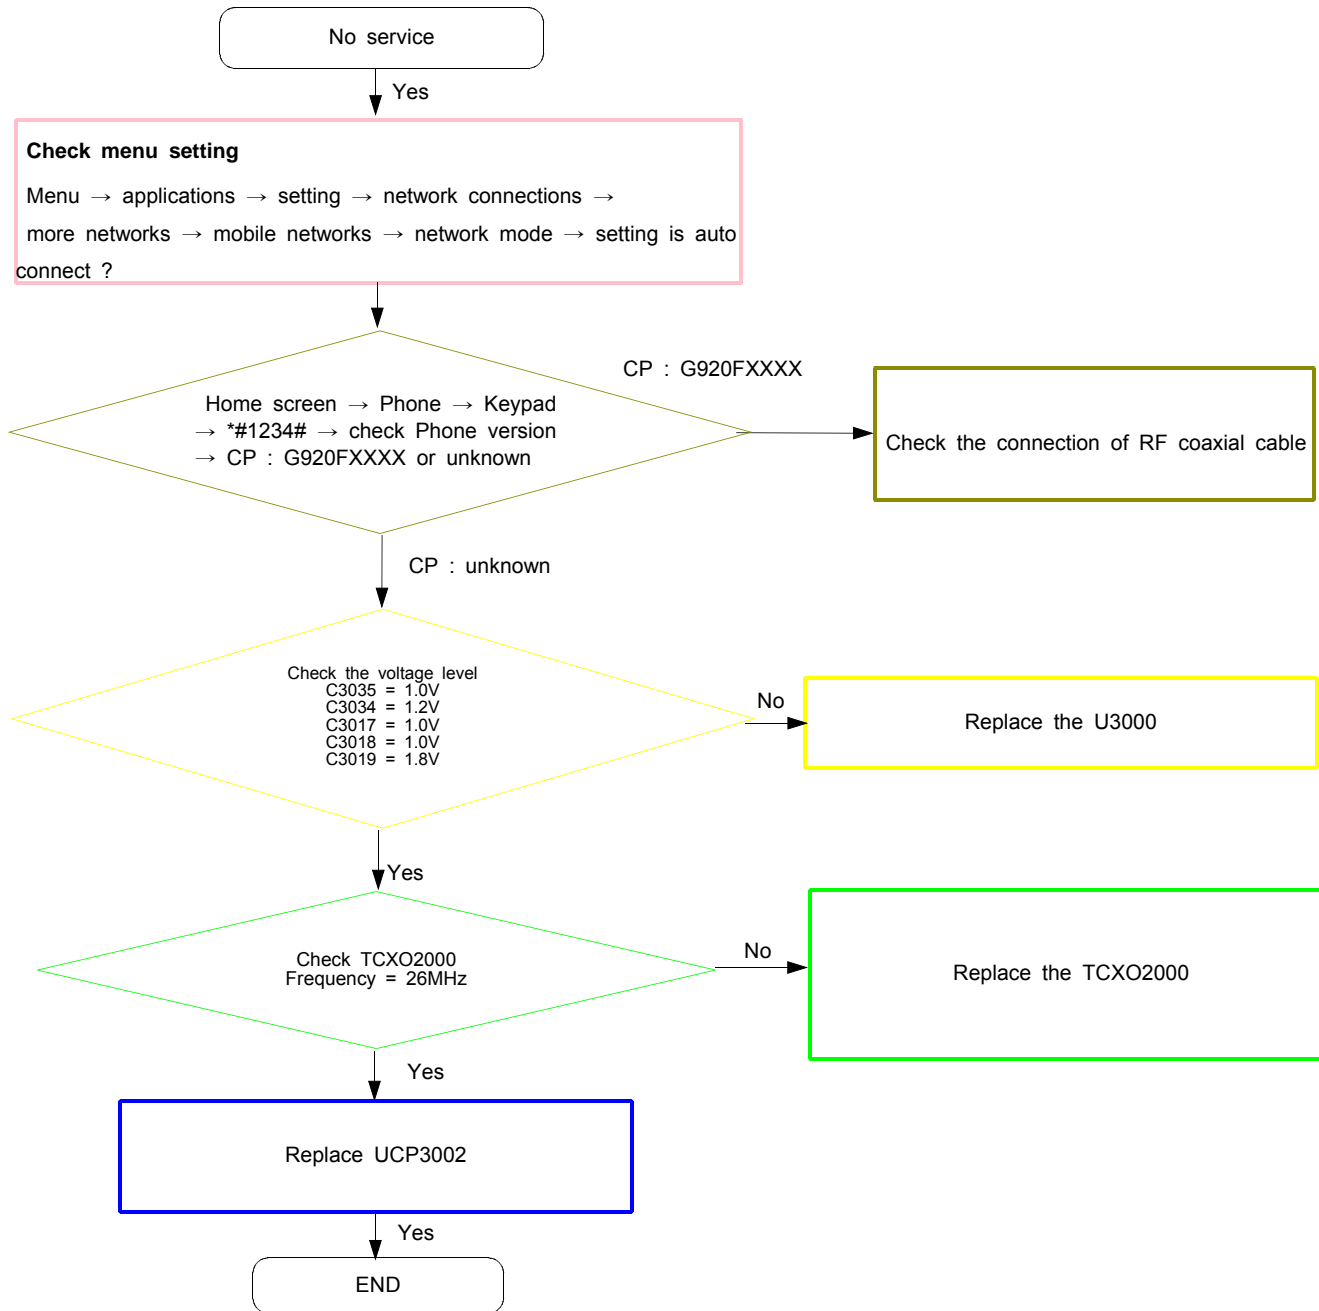 No service
Yes
Check menu setting
Menu → applications → setting → network connections →
more networks → mobile networks → network mode → setting is auto
connect ?
CP : G920FXXXX
Home screen → Phone → Keypad
→ *#1234# → check Phone version
→ CP : G920FXXXX or unknown
Check the connection of RF coaxial cable
CP : unknown
Check the voltage level
C3035 = 1.0V
C3034 = 1.2V
C3017 = 1.0V
C3018 = 1.0V
C3019 = 1.8V
No
Replace the U3000
Yes
Check TCXO2000
Frequency = 26MHz
No
Replace the TCXO2000
Yes
Replace UCP3002
Yes
END